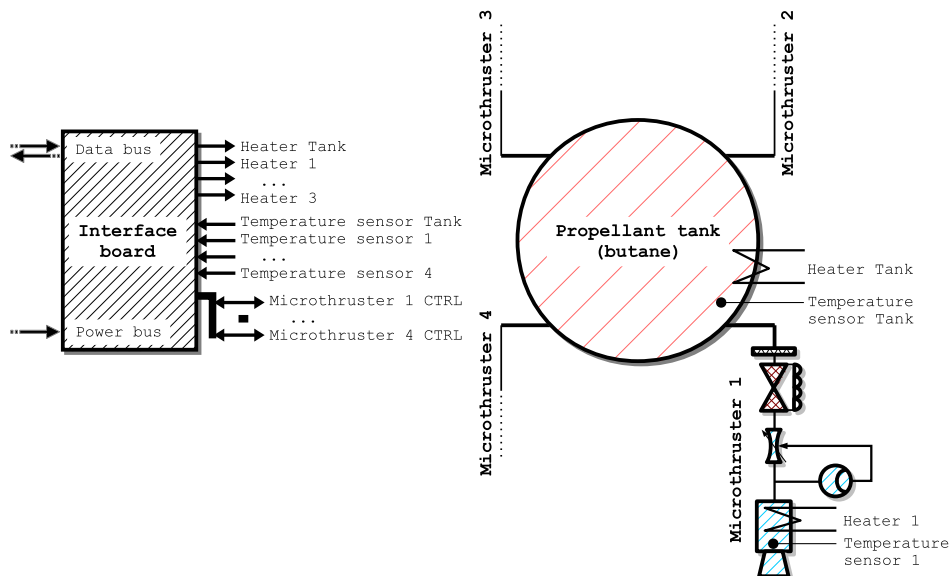 Microthruster 3
Microthruster 2
Data bus
Heater Tank
Heater 1
...
Heater 3
Interface
board
Temperature sensor Tank
Temperature sensor 1
...
Temperature sensor 4
Propellant tank
(butane)
Heater Tank
Temperature
sensor Tank
Power bus
Microthruster 1 CTRL
...
Microthruster 4 CTRL
Microthruster 4
Microthruster 1
Heater 1
Temperature
sensor 1